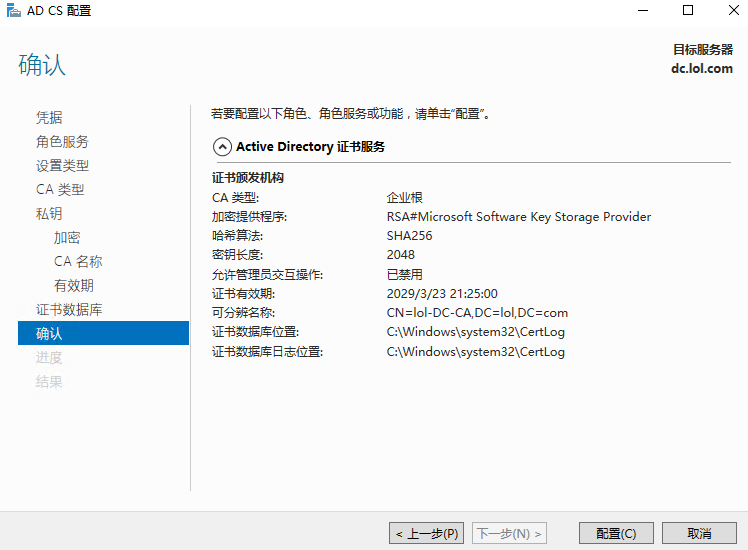 AD CS 配置
确认
目标服务器
dc.lol.com
凭据
角色服务
设置类型
CA 类型
私钥
加密
CA 名称
有效期
证书数据库
确认
进度
结果
若要配置以下角色、角色服务或功能，请单击“配置”。
Active Directory 证书服务
证书颁发机构
CA 类型: 企业根
加密提供程序: RSA#Microsoft Software Key Storage Provider
哈希算法: SHA256
密钥长度: 2048
允许管理员交互操作: 已禁用
证书有效期: 2029/3/23 21:25:00
可分辨名称: CN=lol-DC-CA,DC=lol,DC=com
证书数据库位置: C:\Windows\system32\CertLog
证书数据库日志位置: C:\Windows\system32\CertLog
< 上一步(P) 下一步(N) > 配置(C) 取消